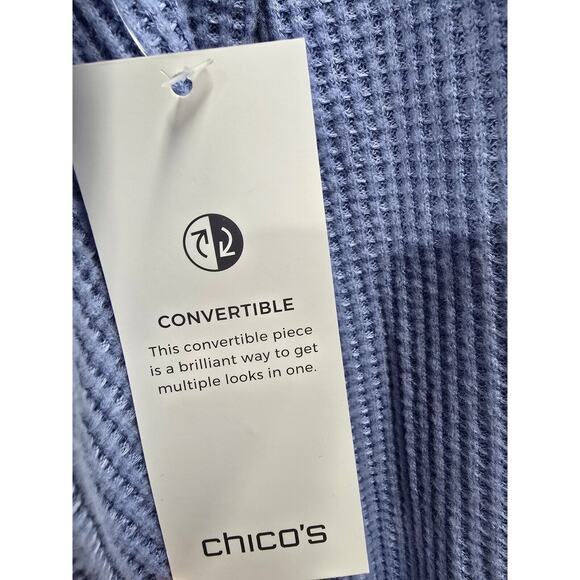 CONVERTIBLE
This convertible piece
is a brilliant way to get
multiple looks in one.
chico's